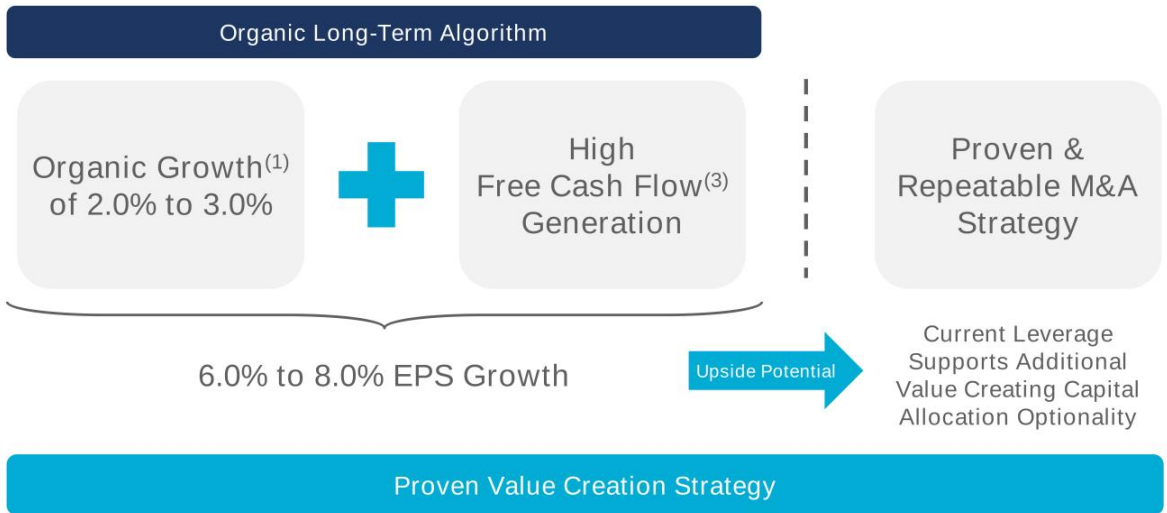 Organic Long-Term Algorithm
Organic Growth(1)
of 2.0% to 3.0%
High
Free Cash Flow(3)
Generation
Proven &
Repeatable M&A
Strategy
6.0% to 8.0% EPS Growth
Upside Potential
Current Leverage
Supports Additional
Value Creating Capital
Allocation Optionality
Proven Value Creation Strategy